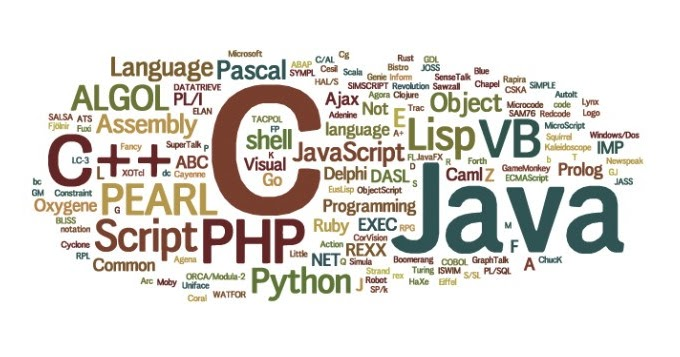 Microsoft
C/AL
Cg
Rust
GDL
Language
Pascal
ABAP
Cesil
Scala
Bistro
JOSS
SYMPL
HAL/S
Genie
Inform
SenseTalk
Blue
Rapira
DATATRIEVE
SIMSCRIPT
Revolution
Sawzall
Chapel
CSKA
SIMPLE
ALGOL
PL/I
Ajax
Agora
Clojure
Object
AutoIt
ELAN
Adenine
Not
Trac
E
Microcode
code
Lynx
SAM76
Redcode
Logo
SALSA
ATS
Fjölnir
Fuxi
Assembly
TACPOL
FP
C
language
A+
Lisp
VB
MicroScript
Squirrel
Windows/Dos
Kaleidoscope
IMP
C++
LC-3
Fancy
SuperTalk
P
shell
K
JavaScript
FL
JavaFX
D
R
Forth
b
T
Newspeak
L
XOTcl
dc
ABC
Cayenne
Visual
Go
Delphi
DASL
S
Caml
Z
GameMonkey
ECMAScript
Prolog
GJ
JASS
bc
GM
Constraint
EusLisp
ObjectScript
Oxygene
PEARL
G
Programming
Java
BLISS
notation
Ruby
EXEC
RPG
M
Cyclone
Script
PHP
Action
CorVision
REXX
F
RPL
Common
Agena
Little
NET
Q
Simula
Boomerang
COBOL
GraphTalk
A
ChucK
Arc
Moby
ORCA/Modula-2
Uniface
Python
Strand
rex
Turing
ISWIM
PL/SQL
Coral
WATFOR
J
Robot
SP/k
HaXe
Eiffel
S/SL